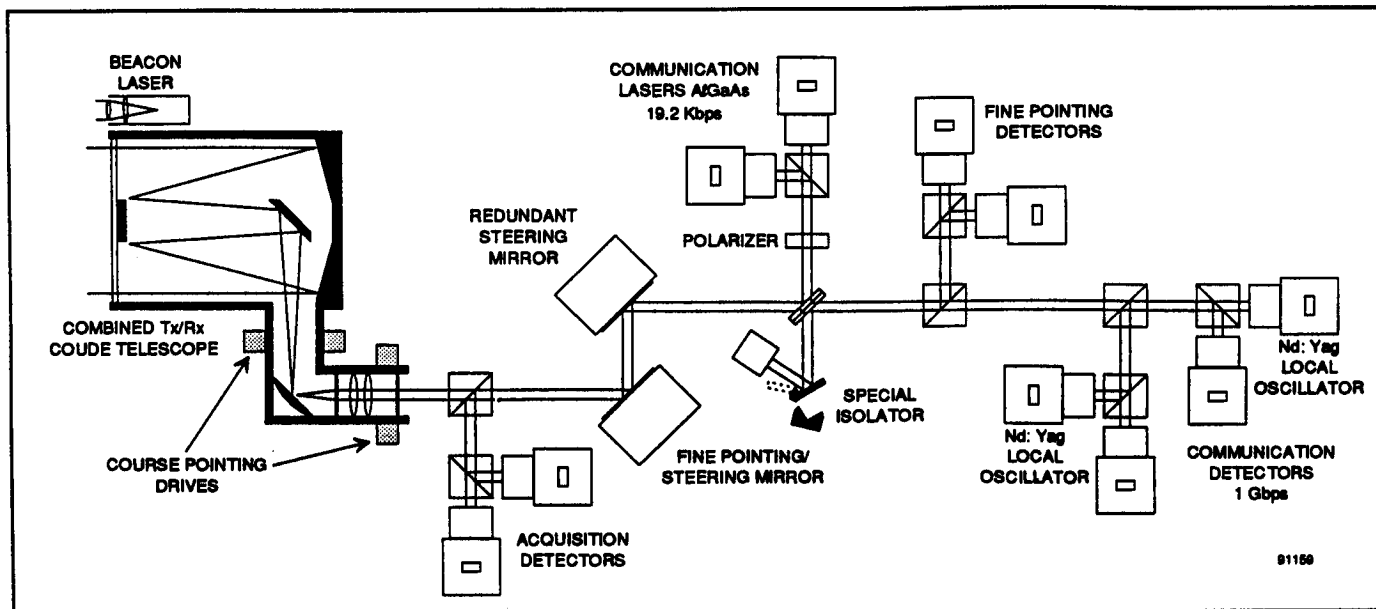 BEACON
LASER
COMMUNICATION
LASERS AlGaAs
19.2 Kbps
FINE POINTING
DETECTORS
REDUNDANT
STEERING
MIRROR
POLARIZER
COMBINED Tx/Rx
COUDE TELESCOPE
Nd: Yag
LOCAL
OSCILLATOR
SPECIAL
ISOLATOR
COURSE POINTING
DRIVES
FINE POINTING/
STEERING MIRROR
Nd: Yag
LOCAL
OSCILLATOR
COMMUNICATION
DETECTORS
1 Gbps
ACQUISITION
DETECTORS
91159